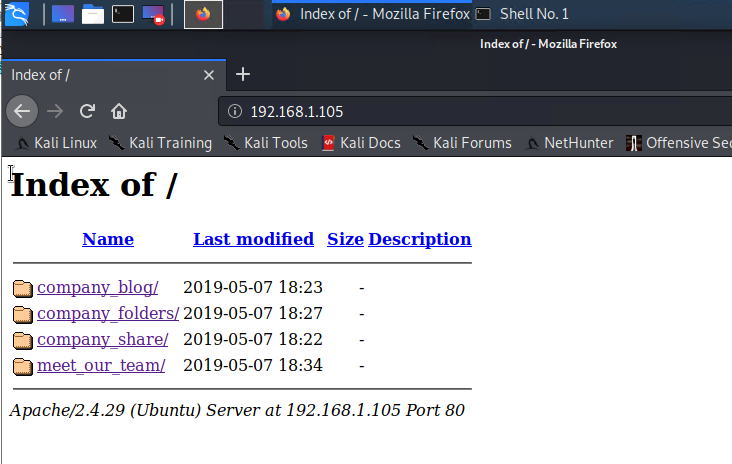 Index of / - Mozilla Firefox Shell No. 1
Index of / - Mozilla Firefox
Index of /
192.168.1.105
Kali Linux Kali Training Kali Tools Kali Docs Kali Forums NetHunter Offensive Sec
Index of /
Name Last modified Size Description
company_blog/ 2019-05-07 18:23 -
company_folders/ 2019-05-07 18:27 -
company_share/ 2019-05-07 18:22 -
meet_our_team/ 2019-05-07 18:34 -
Apache/2.4.29 (Ubuntu) Server at 192.168.1.105 Port 80